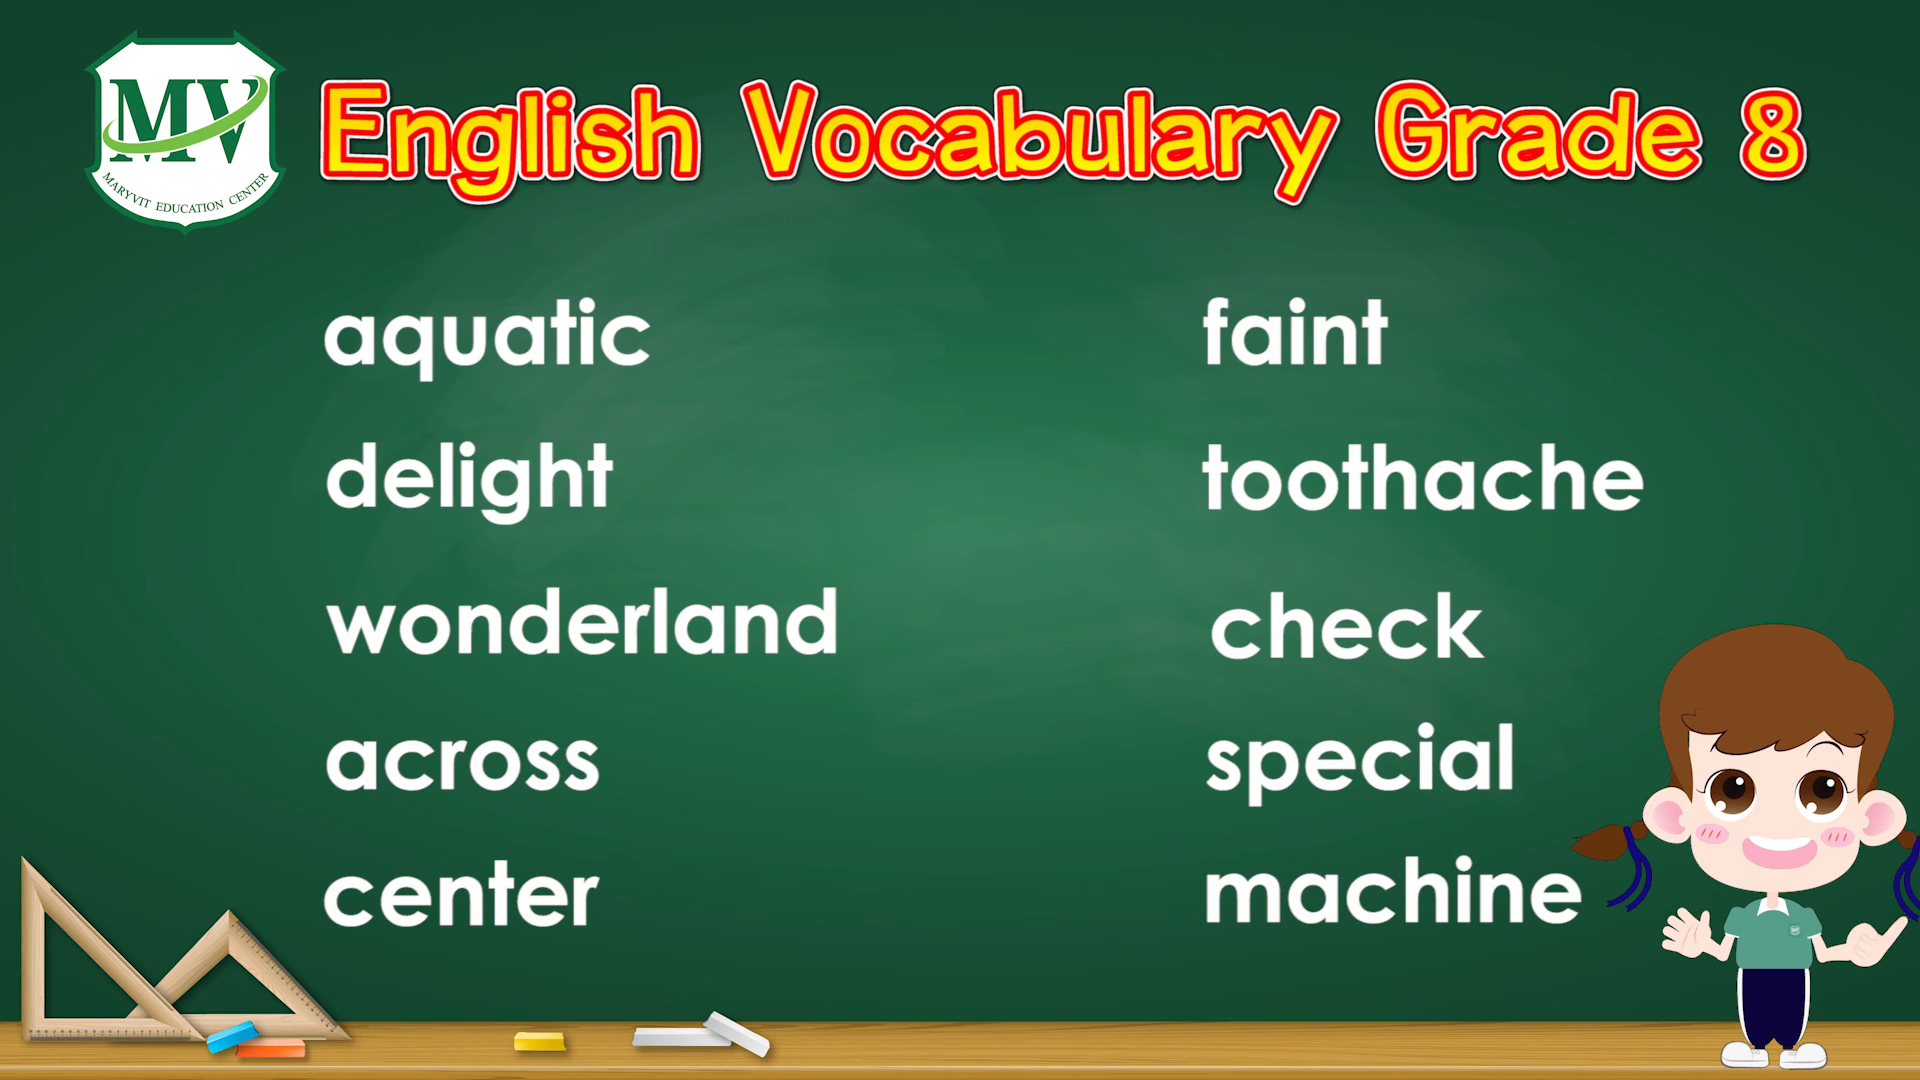 MV
MARYVIT EDUCATION CENTER
English Vocabulary Grade 8
aquatic
delight
wonderland
across
center
faint
toothache
check
special
machine